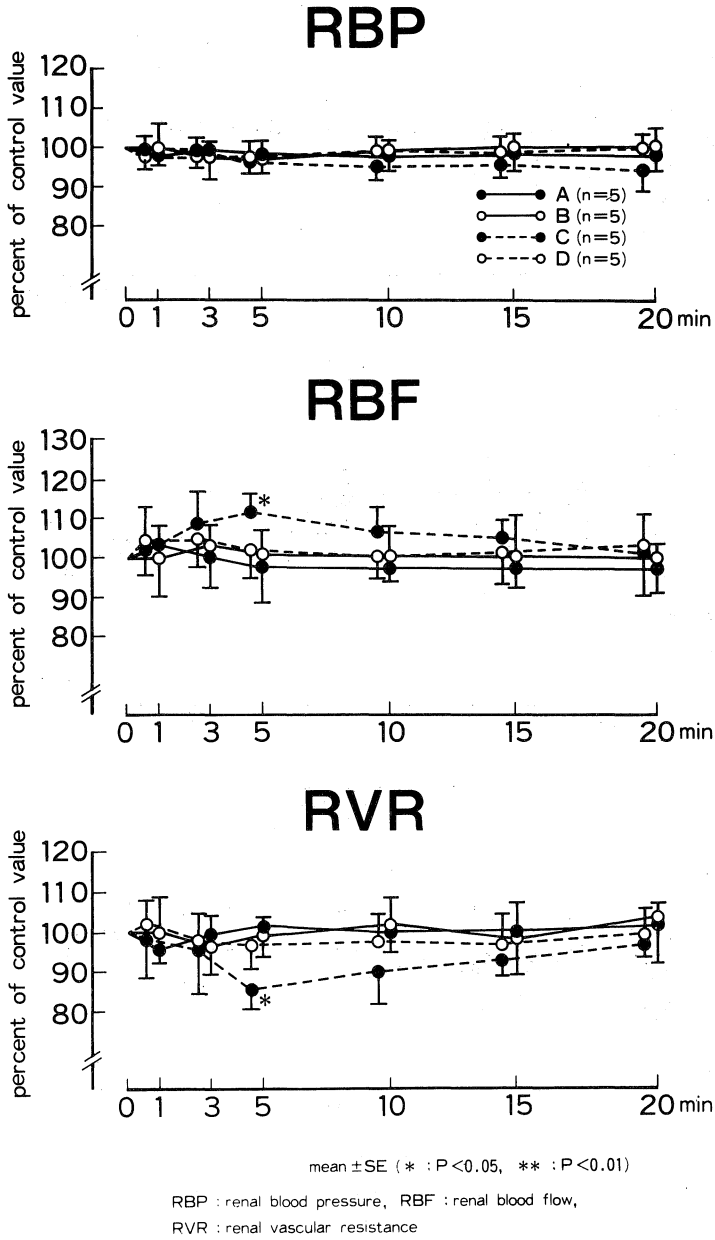 RBP
percent of control value
120
110
100
90
80
A (n=5)
B (n=5)
C (n=5)
D (n=5)
0 1 3 5 10 15 20 min
RBF
percent of control value
130
120
110
100
90
80
*
0 1 3 5 10 15 20 min
RVR
percent of control value
120
110
100
90
80
*
0 1 3 5 10 15 20 min
mean ±SE ( * : P<0.05, ** : P<0.01)
RBP : renal blood pressure, RBF : renal blood flow,
RVR : renal vascular resistance